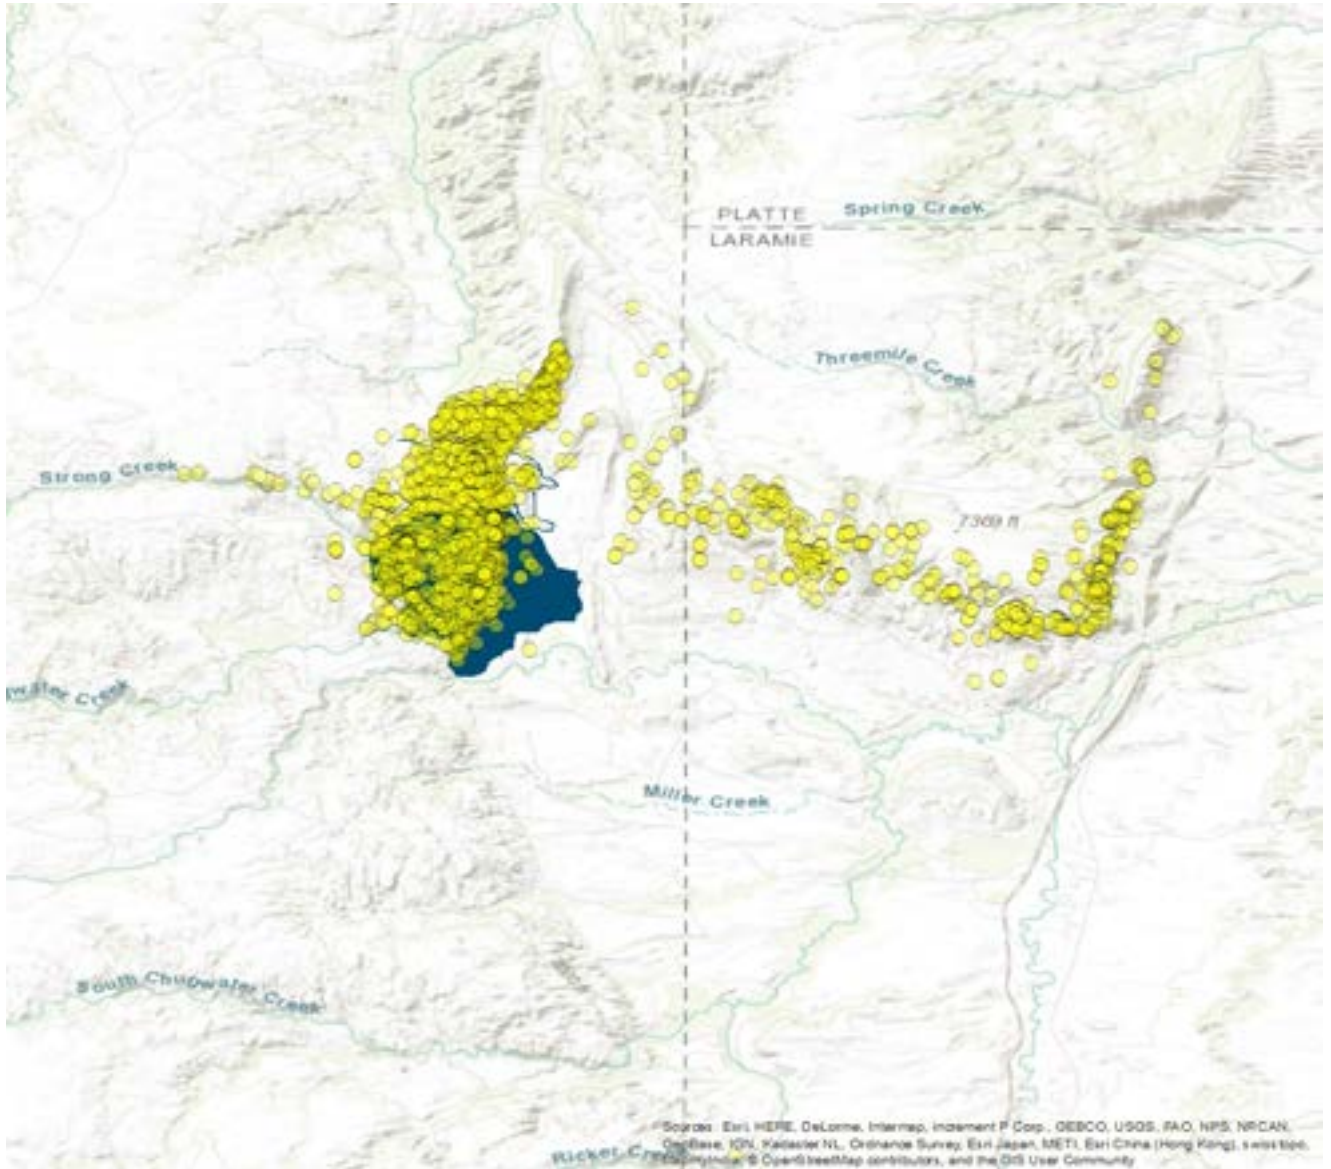 PLATTE
LARAMIE
Spring Creek
Threemile Creek
Strong Creek
7369 ft
water Creek
Miller Creek
South Chugwater Creek
Ricker Creek
Sources: Esri, HERE, DeLorme, Intermap, increment P Corp., GEBCO, USGS, FAO, NPS, NRCAN,
GeoBase, IGN, Kadaster NL, Ordnance Survey, Esri Japan, METI, Esri China (Hong Kong), swisstopo,
© OpenStreetMap contributors, and the GIS User Community